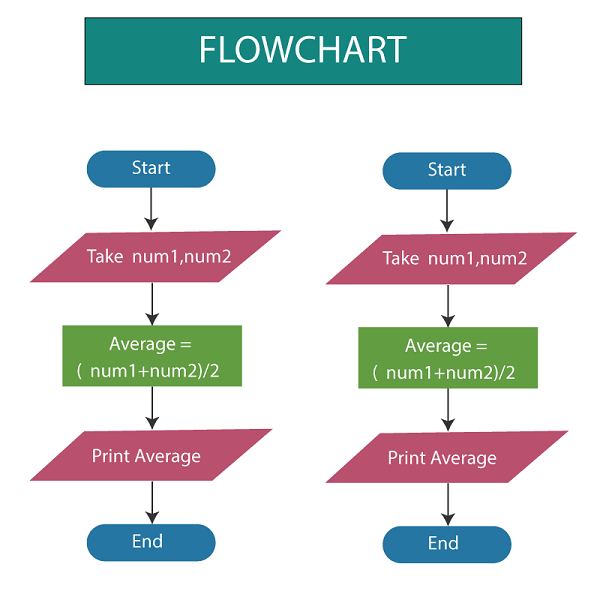 FLOWCHART
Start
Take num1,num2
Average =
( num1+num2)/2
Print Average
End
Start
Take num1,num2
Average =
( num1+num2)/2
Print Average
End